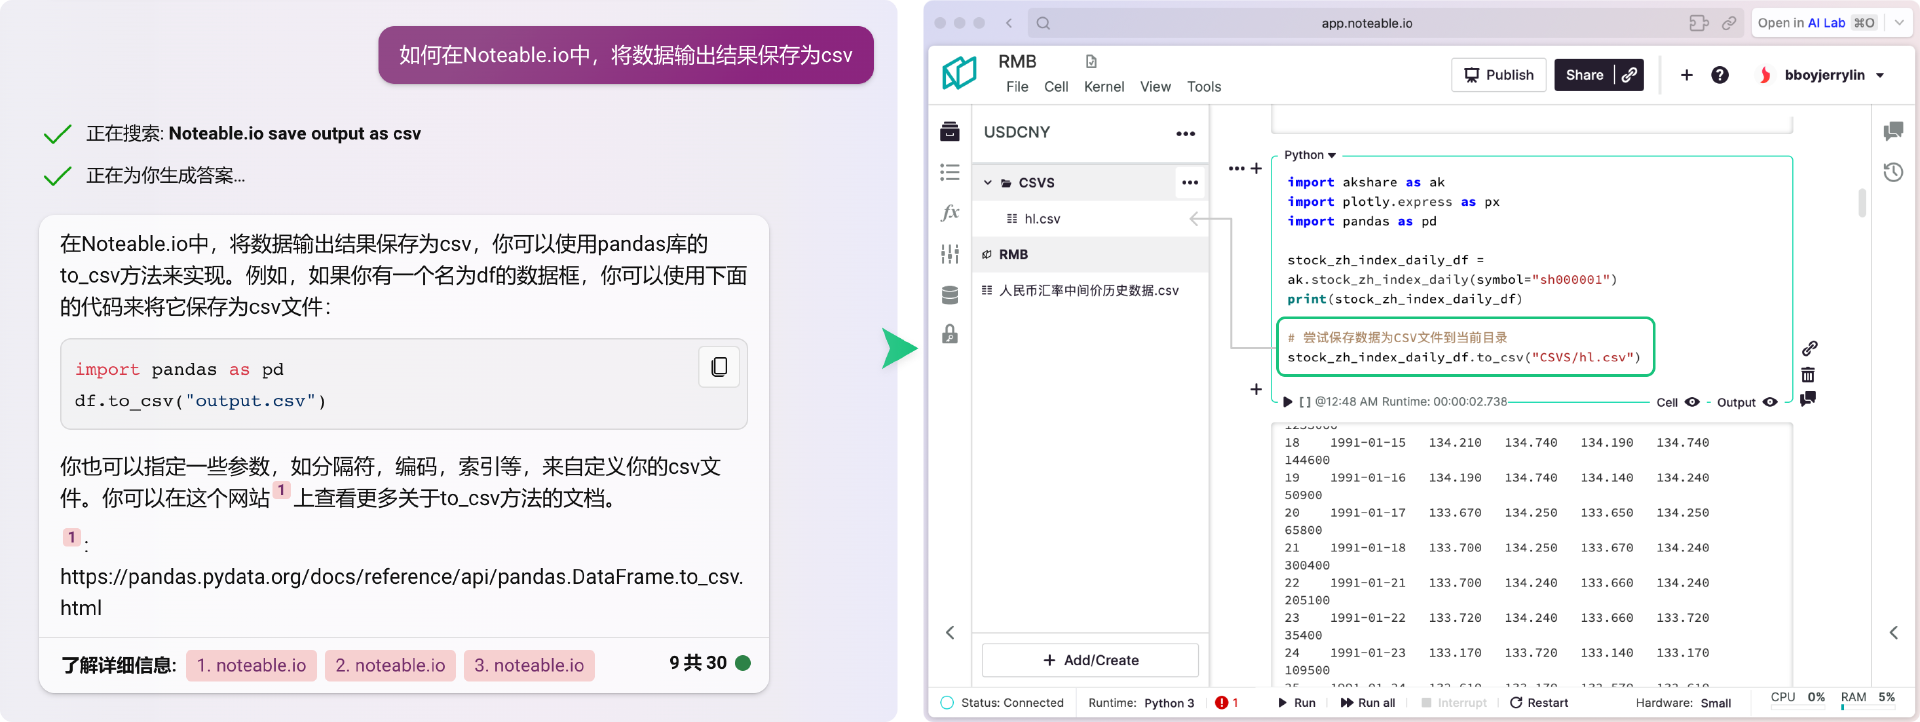 如何在Noteable.io中，将数据输出结果保存为csv
正在搜索: Noteable.io save output as csv
正在为你生成答案...
在Noteable.io中，将数据输出结果保存为csv，你可以使用pandas库的
to_csv方法来实现。例如，如果你有一个名为df的数据框，你可以使用下面
的代码来将它保存为csv文件：
import pandas as pd
df.to_csv("output.csv")
你也可以指定一些参数，如分隔符，编码，索引等，来自定义你的csv文
件。你可以在这个网站1上查看更多关于to_csv方法的文档。
1:
https://pandas.pydata.org/docs/reference/api/pandas.DataFrame.to_csv.
html
了解详细信息: 1. noteable.io 2. noteable.io 3. noteable.io 9 共 30
app.noteable.io
Open in AI Lab ⌘O
RMB
File Cell Kernel View Tools
Publish Share
bboyjerrylin
USDCNY
CSVS
hl.csv
RMB
人民币汇率中间价历史数据.csv
Add/Create
Python
import akshare as ak
import plotly.express as px
import pandas as pd
stock_zh_index_daily_df =
ak.stock_zh_index_daily(symbol="sh000001")
print(stock_zh_index_daily_df)
# 尝试保存数据为CSV文件到当前目录
stock_zh_index_daily_df.to_csv("CSVS/hl.csv")
[ ] @12:48 AM Runtime: 00:00:02.738 Cell Output
18 1991-01-15 134.210 134.740 134.190 134.740
144600
19 1991-01-16 134.190 134.740 134.140 134.240
50900
20 1991-01-17 133.670 134.250 133.650 134.250
65800
21 1991-01-18 133.700 134.250 133.670 134.240
300400
22 1991-01-21 133.700 134.240 133.660 134.240
205100
23 1991-01-22 133.720 134.240 133.660 133.720
35400
24 1991-01-23 133.170 133.720 133.140 133.170
109500
Status: Connected Runtime: Python 3 1 Run Run all Interrupt Restart Hardware: Small CPU 0% RAM 5%